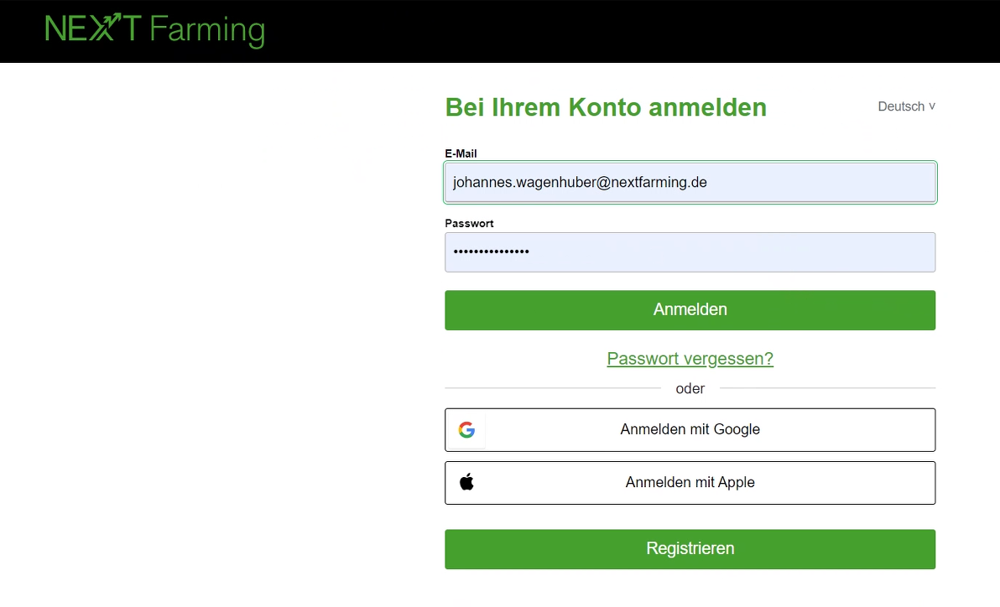 NEXT Farming
Bei Ihrem Konto anmelden
Deutsch
E-Mail
johannes.wagenhuber@nextfarming.de
Passwort
•••••••••••••••
Anmelden
Passwort vergessen?
oder
Anmelden mit Google
Anmelden mit Apple
Registrieren